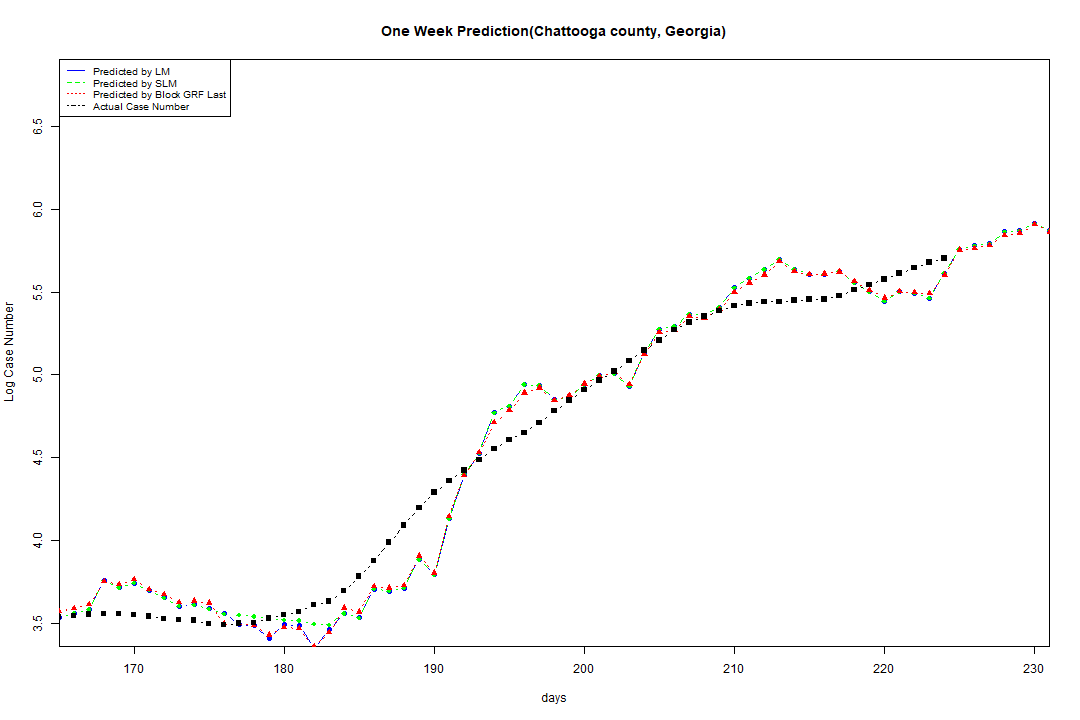 One Week Prediction(Chattooga county, Georgia)
Predicted by LM
Predicted by SLM
Predicted by Block GRF Last
Actual Case Number
6.5
6.0
5.5
5.0
4.5
4.0
3.5
Log Case Number
170 180 190 200 210 220 230
days